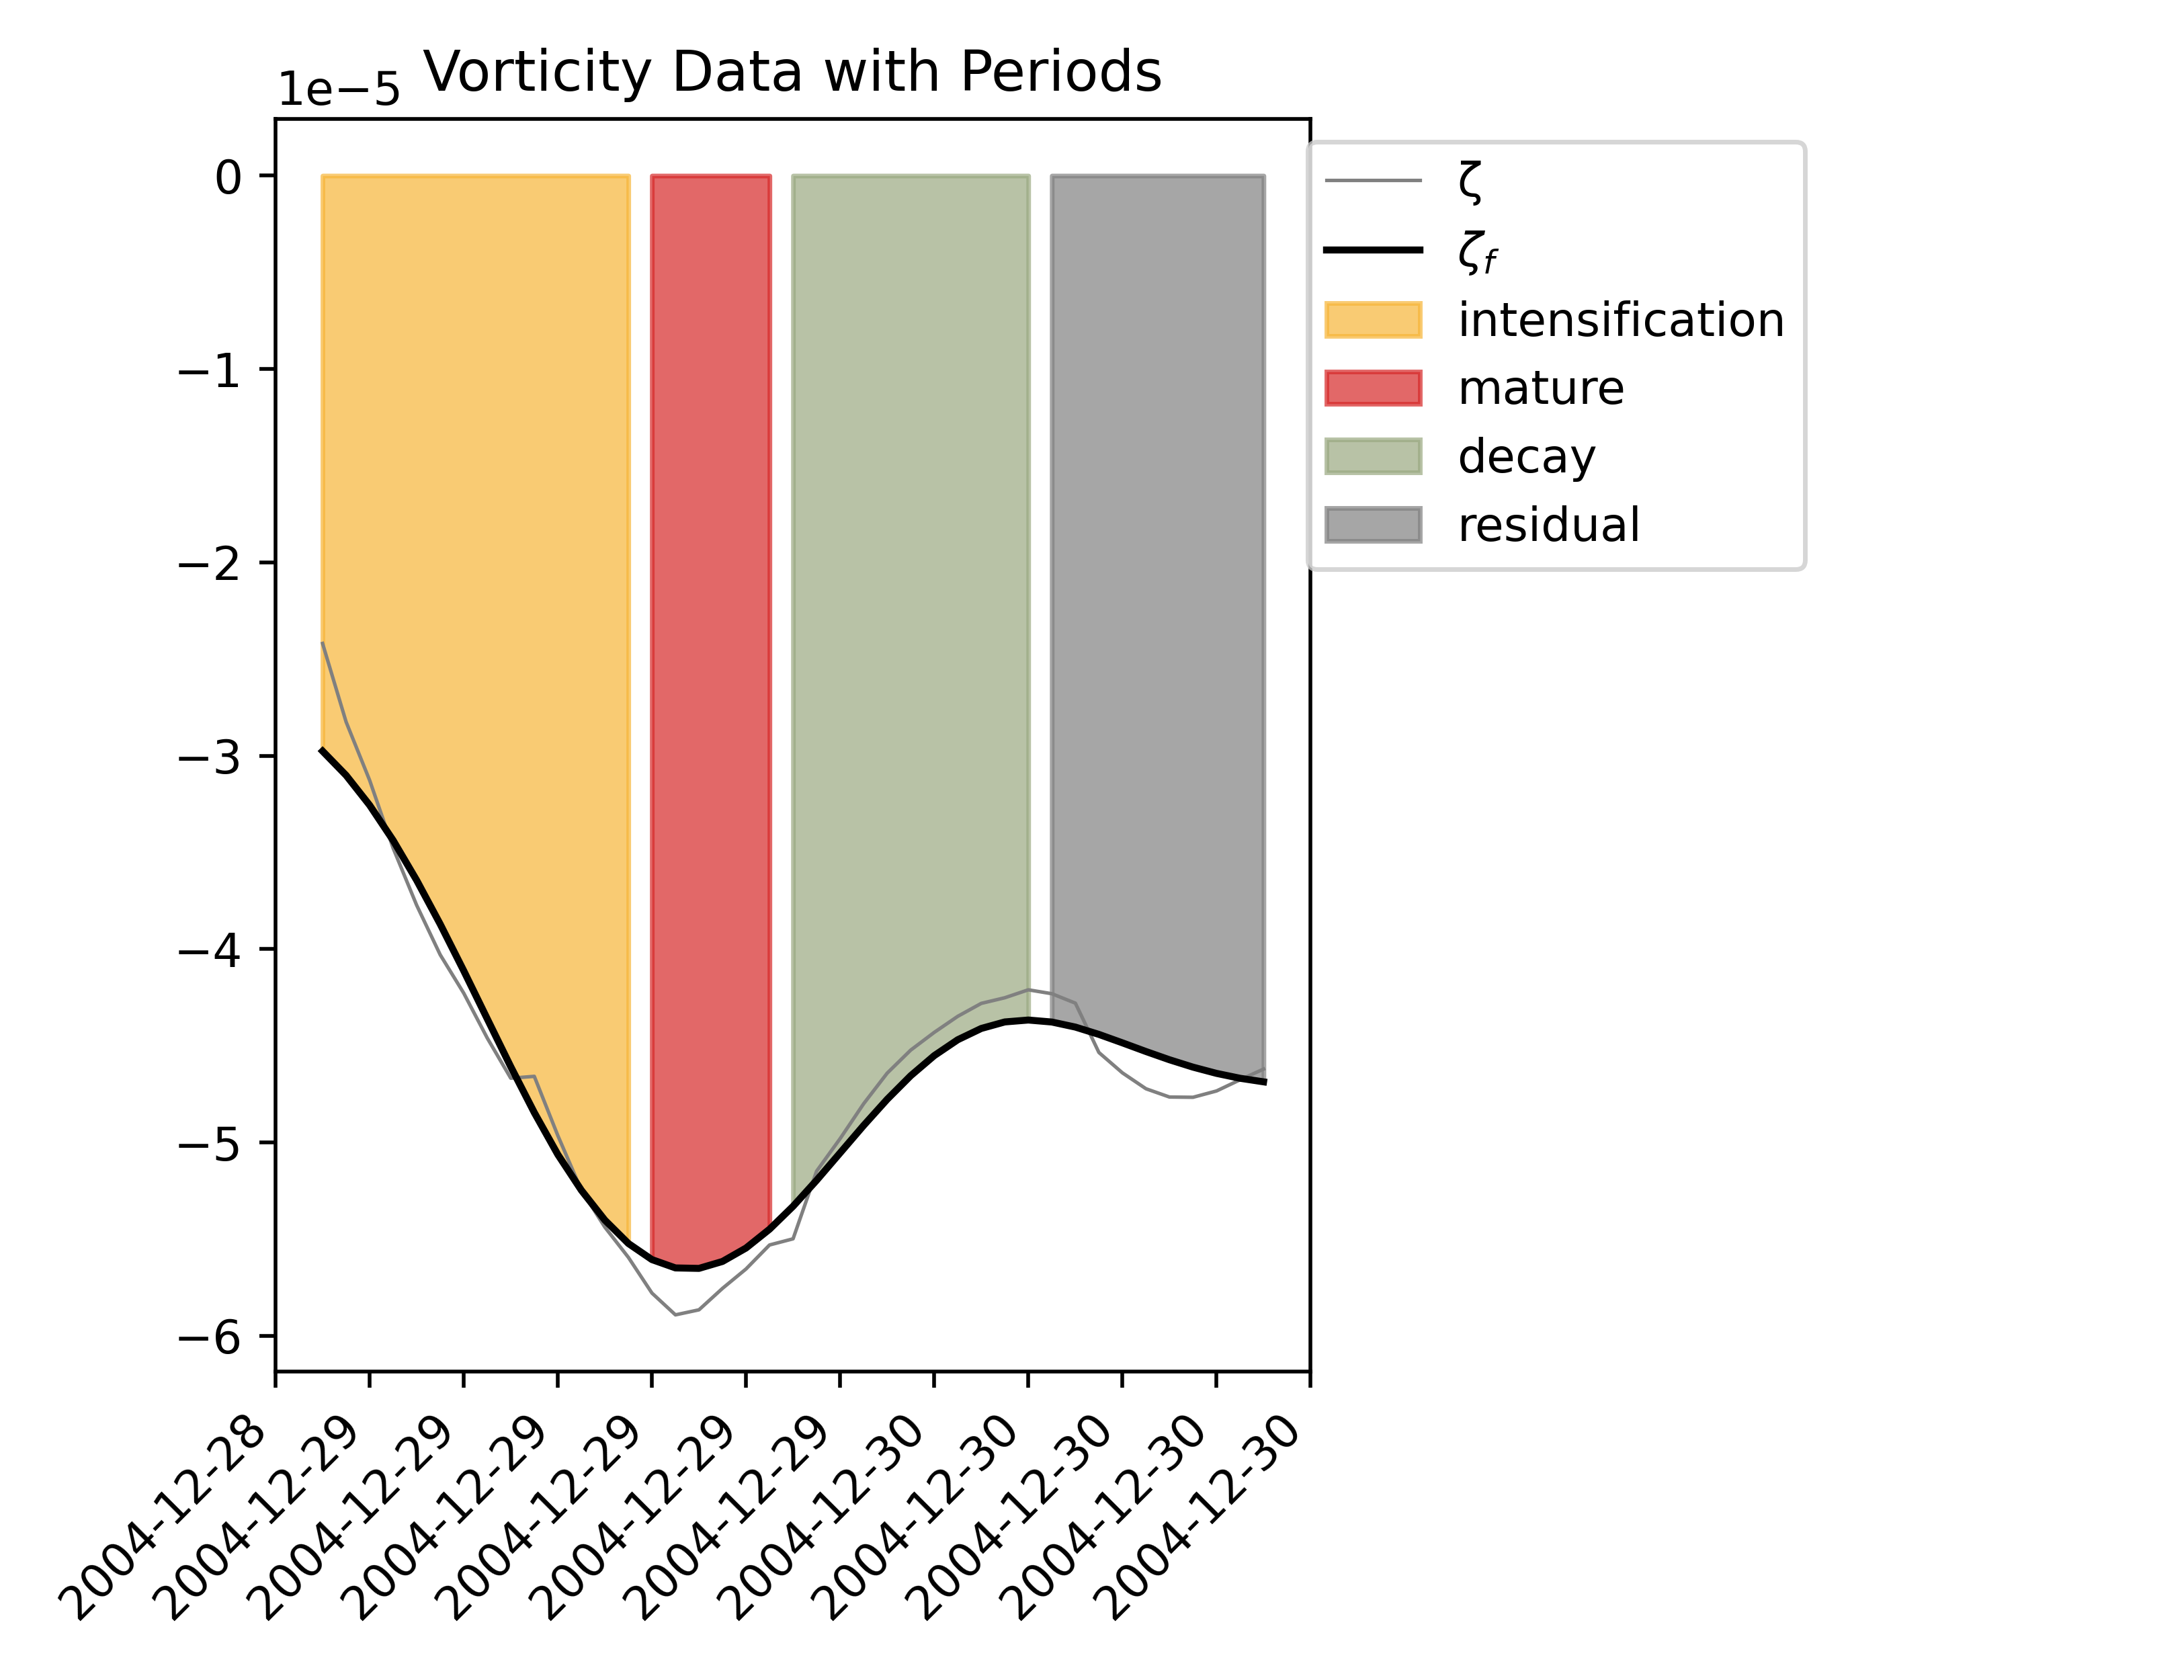 Vorticity Data with Periods
1e−5
0
−1
−2
−3
−4
−5
−6
2004-12-28
2004-12-29
2004-12-29
2004-12-29
2004-12-29
2004-12-29
2004-12-29
2004-12-30
2004-12-30
2004-12-30
2004-12-30
2004-12-30
ζ
ζf
intensification
mature
decay
residual